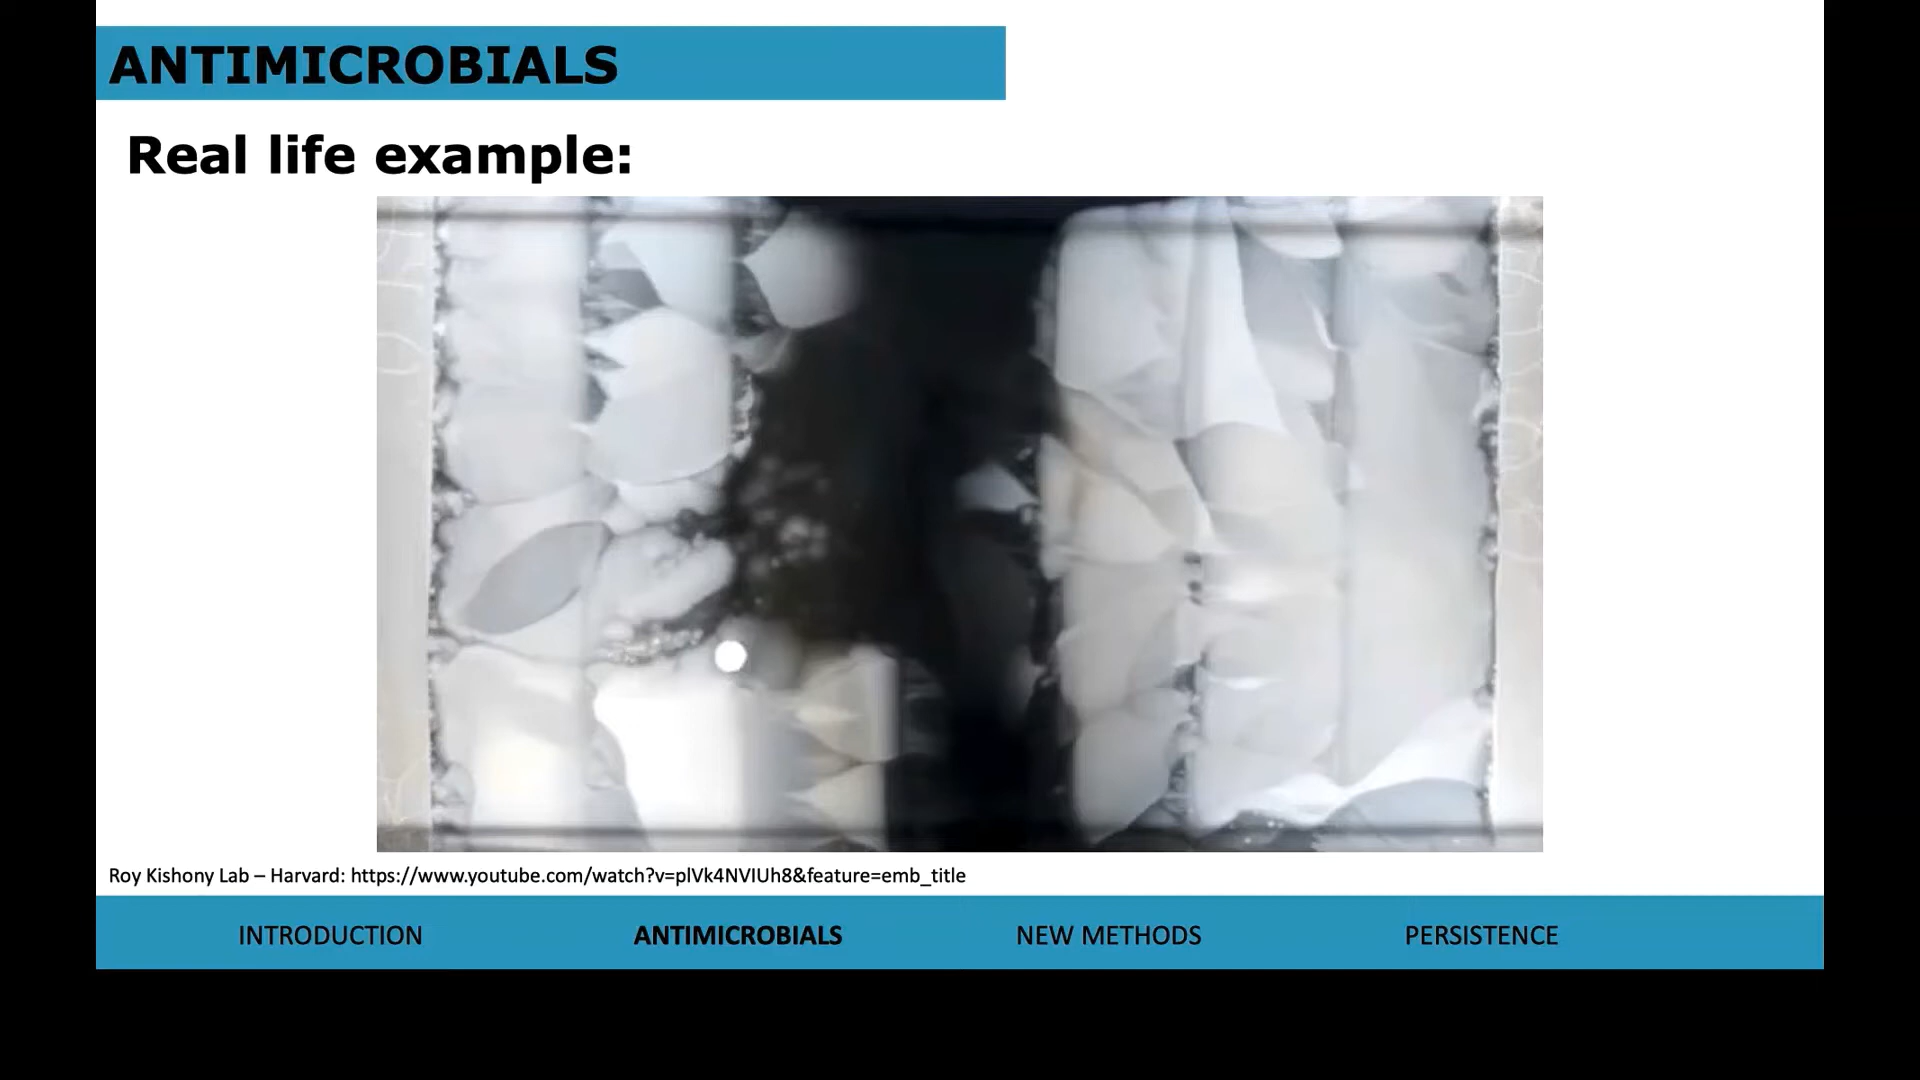 ANTIMICROBIALS
Real life example:
Roy Kishony Lab – Harvard: https://www.youtube.com/watch?v=plVk4NVIUh8&feature=emb_title
INTRODUCTION
ANTIMICROBIALS
NEW METHODS
PERSISTENCE